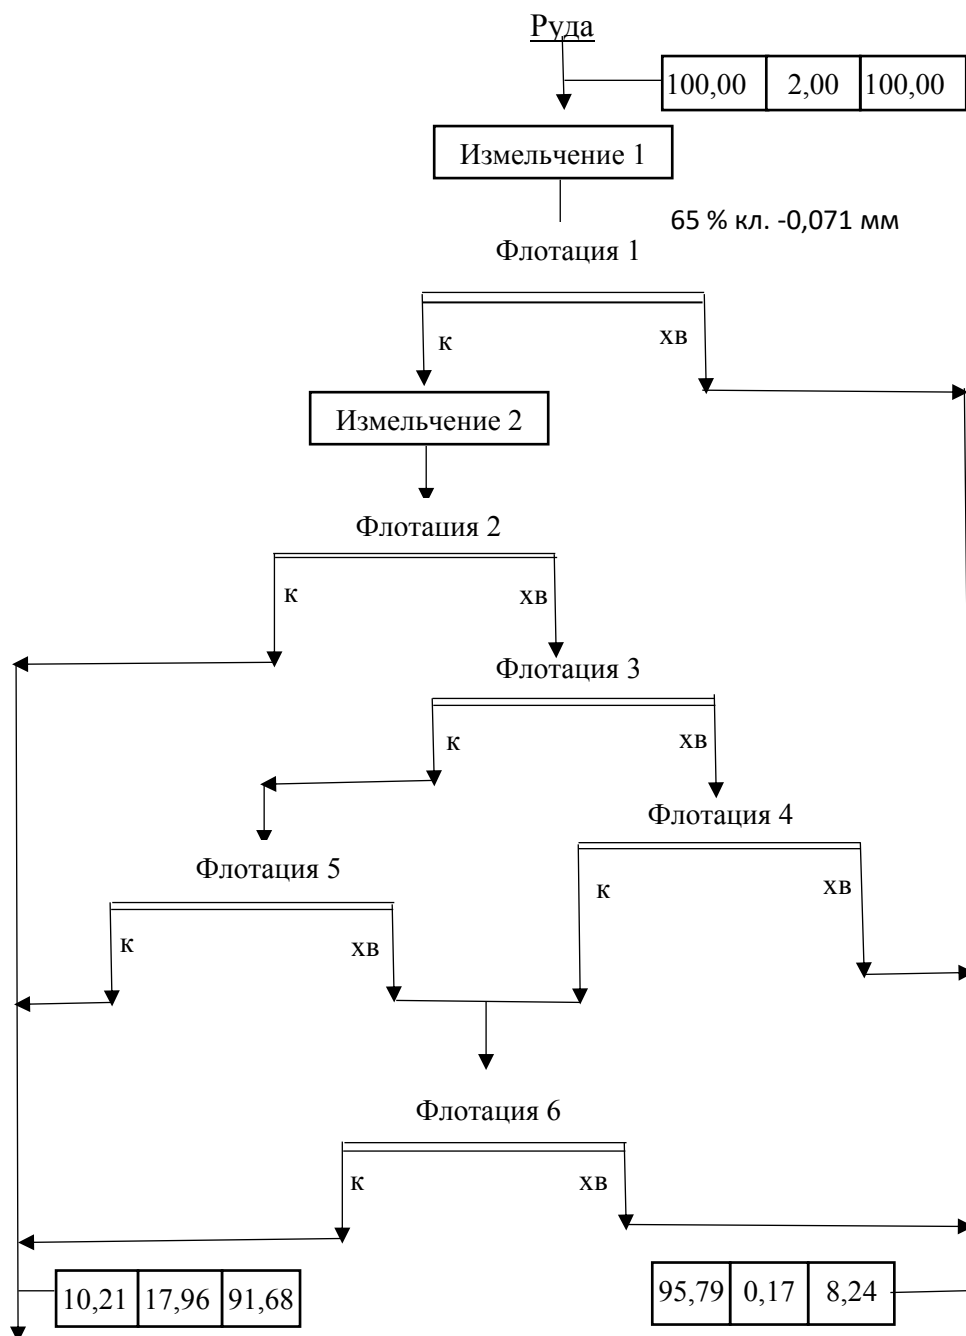 Руда
100,00 2,00 100,00
Измельчение 1
65 % кл. -0,071 мм
Флотация 1
к хв
Измельчение 2
Флотация 2
к хв
Флотация 3
к хв
Флотация 4
Флотация 5
к хв
к хв
Флотация 6
к хв
10,21 17,96 91,68
95,79 0,17 8,24